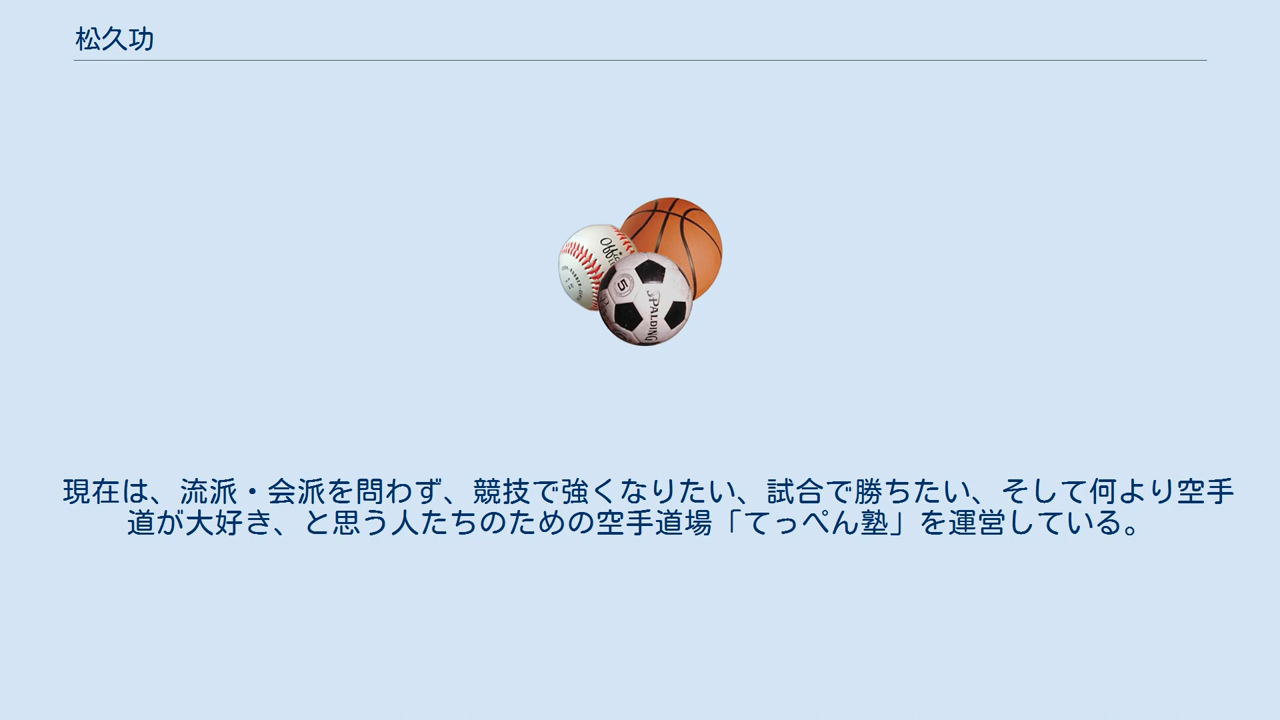 松久功
Offic
5
SPALDING
現在は、流派・会派を問わず、競技で強くなりたい、試合で勝ちたい、そして何より空手
道が大好き、と思う人たちのための空手道場「てっぺん塾」を運営している。